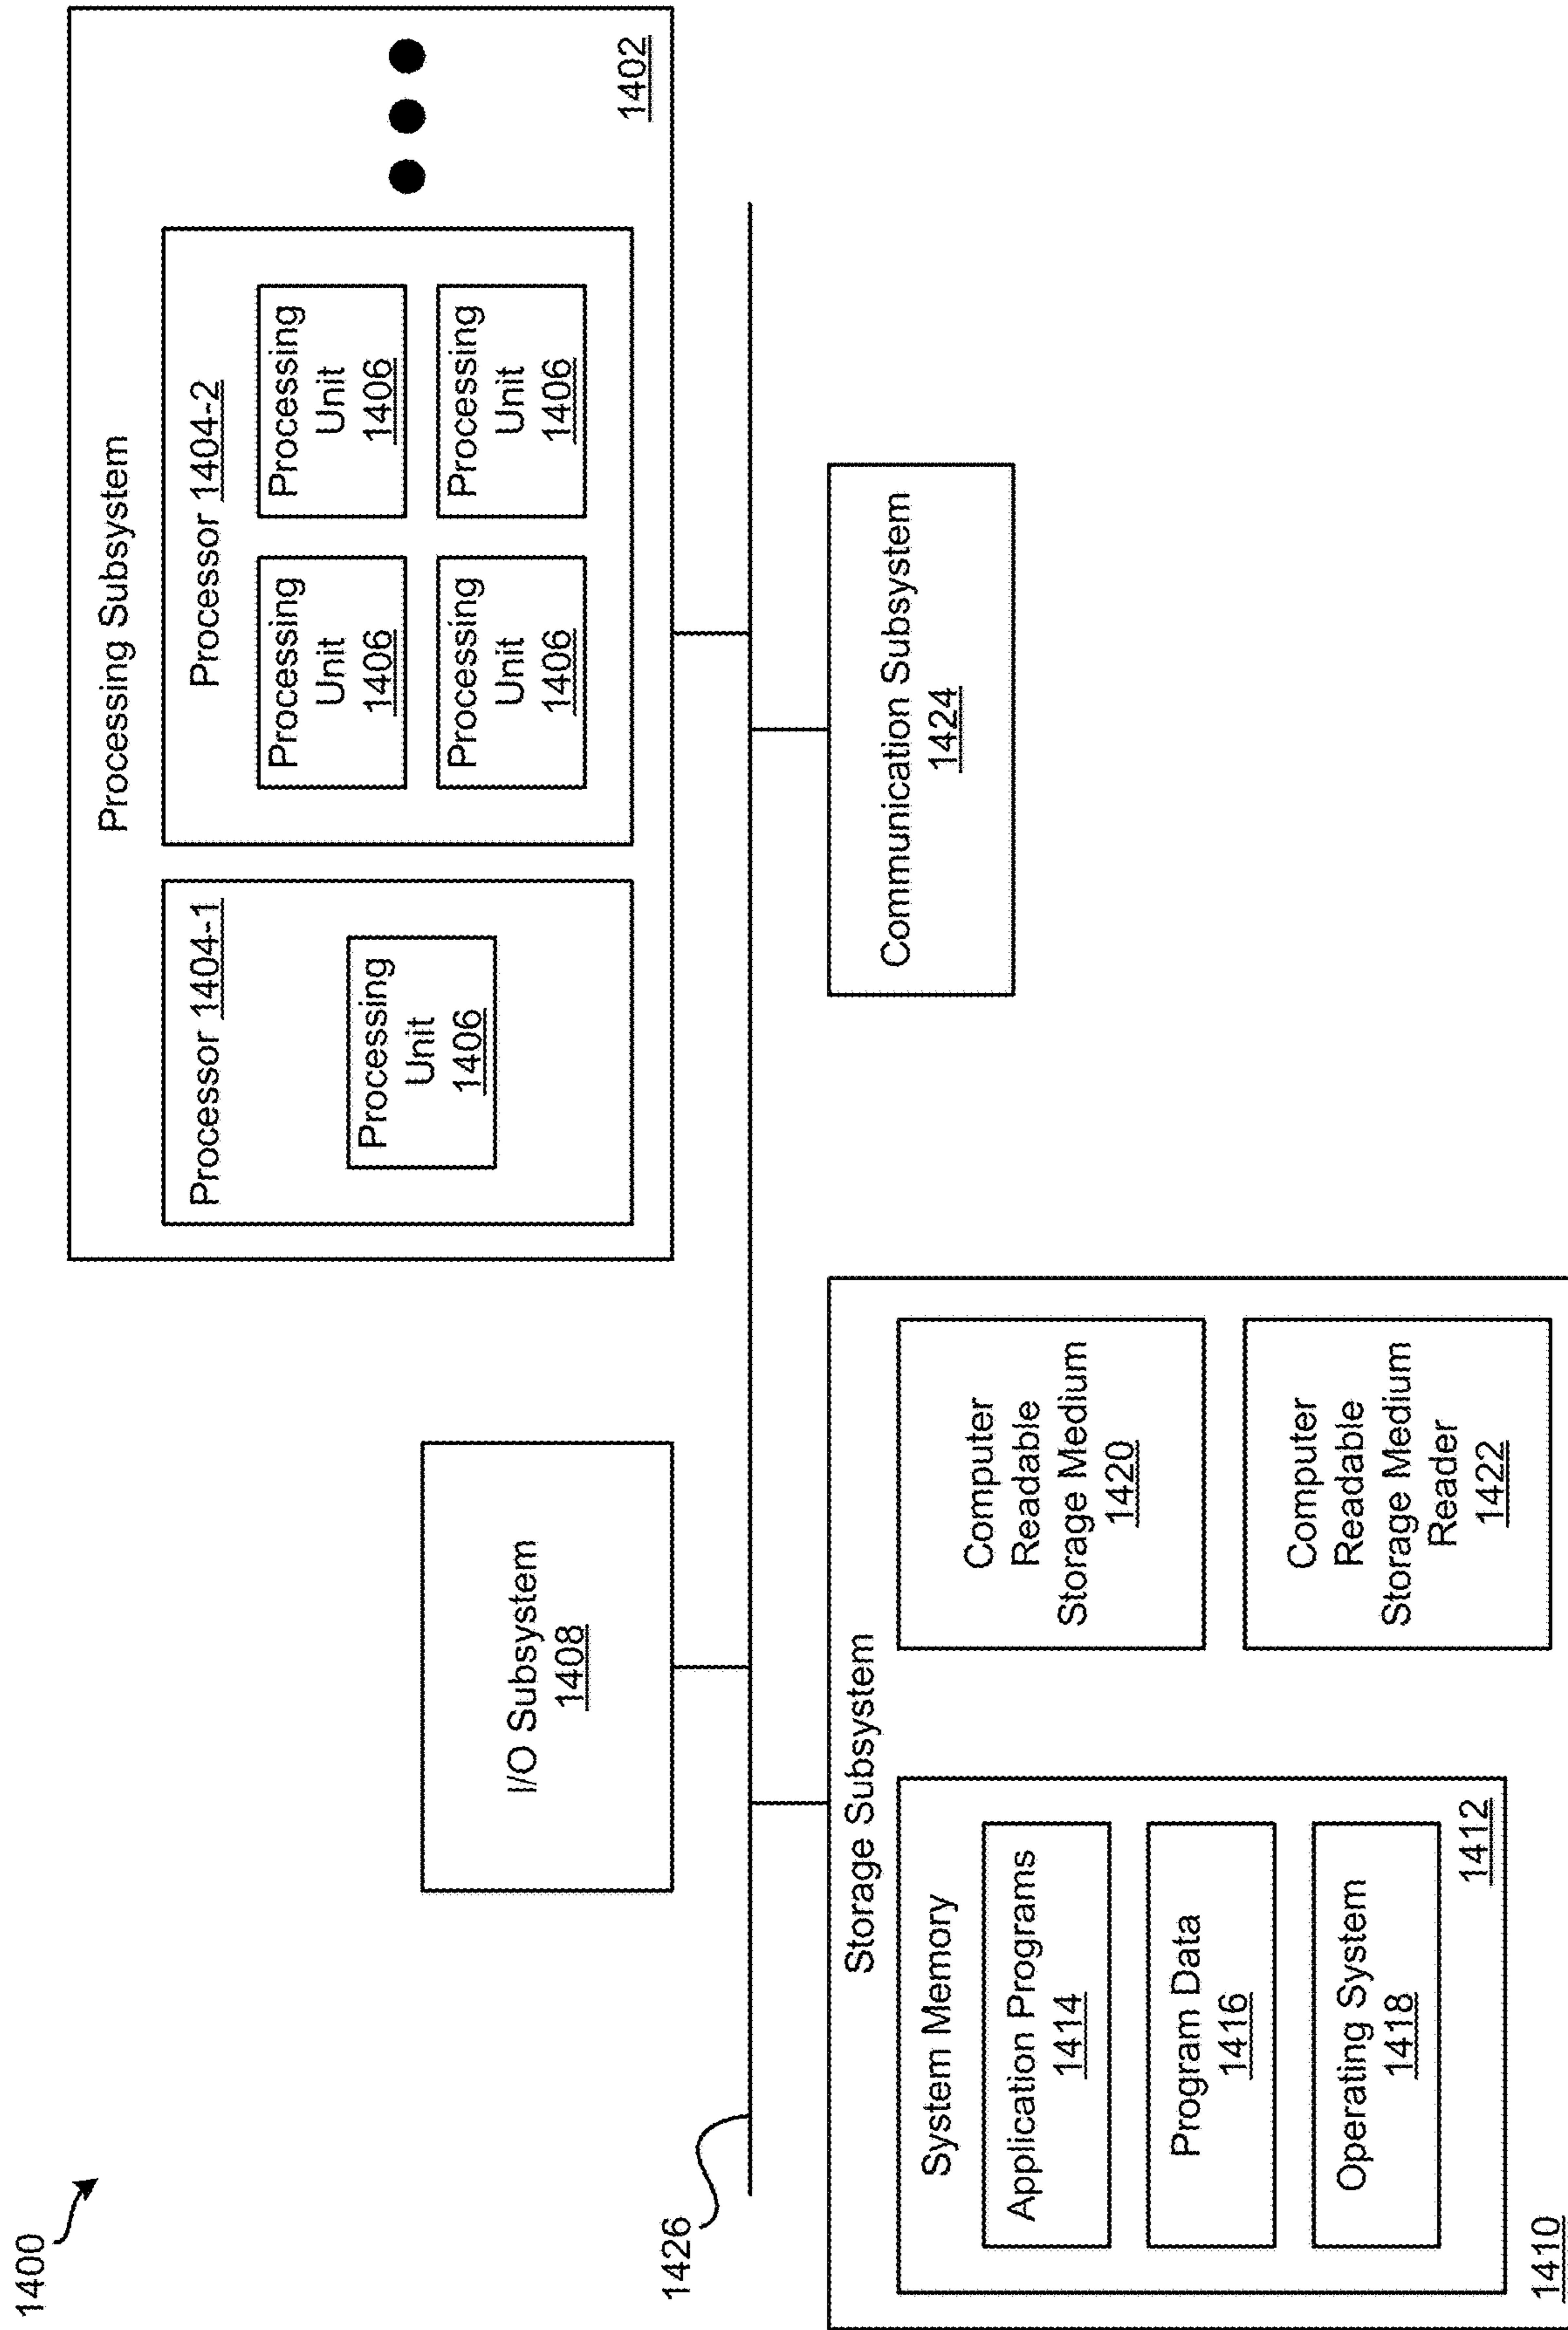 1400
I/O Subsystem
1408
Processing Subsystem
Processor 1404-1
Processing
Unit
1406
Processor 1404-2
Processing
Unit
1406
Processing
Unit
1406
Processing
Unit
1406
Processing
Unit
1406
1402
1426
Storage Subsystem
System Memory
Application Programs
1414
Program Data
1416
Operating System
1418
1412
Computer
Readable
Storage Medium
1420
Computer
Readable
Storage Medium
Reader
1422
1410
Communication Subsystem
1424